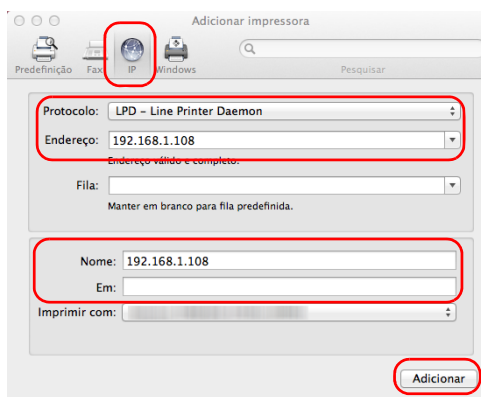 Adicionar impressora
Predefinição Fax IP Windows Pesquisar
Protocolo: LPD – Line Printer Daemon
Endereço: 192.168.1.108
Endereço válido e completo.
Fila:
Manter em branco para fila predefinida.
Nome: 192.168.1.108
Em:
Imprimir com:
Adicionar